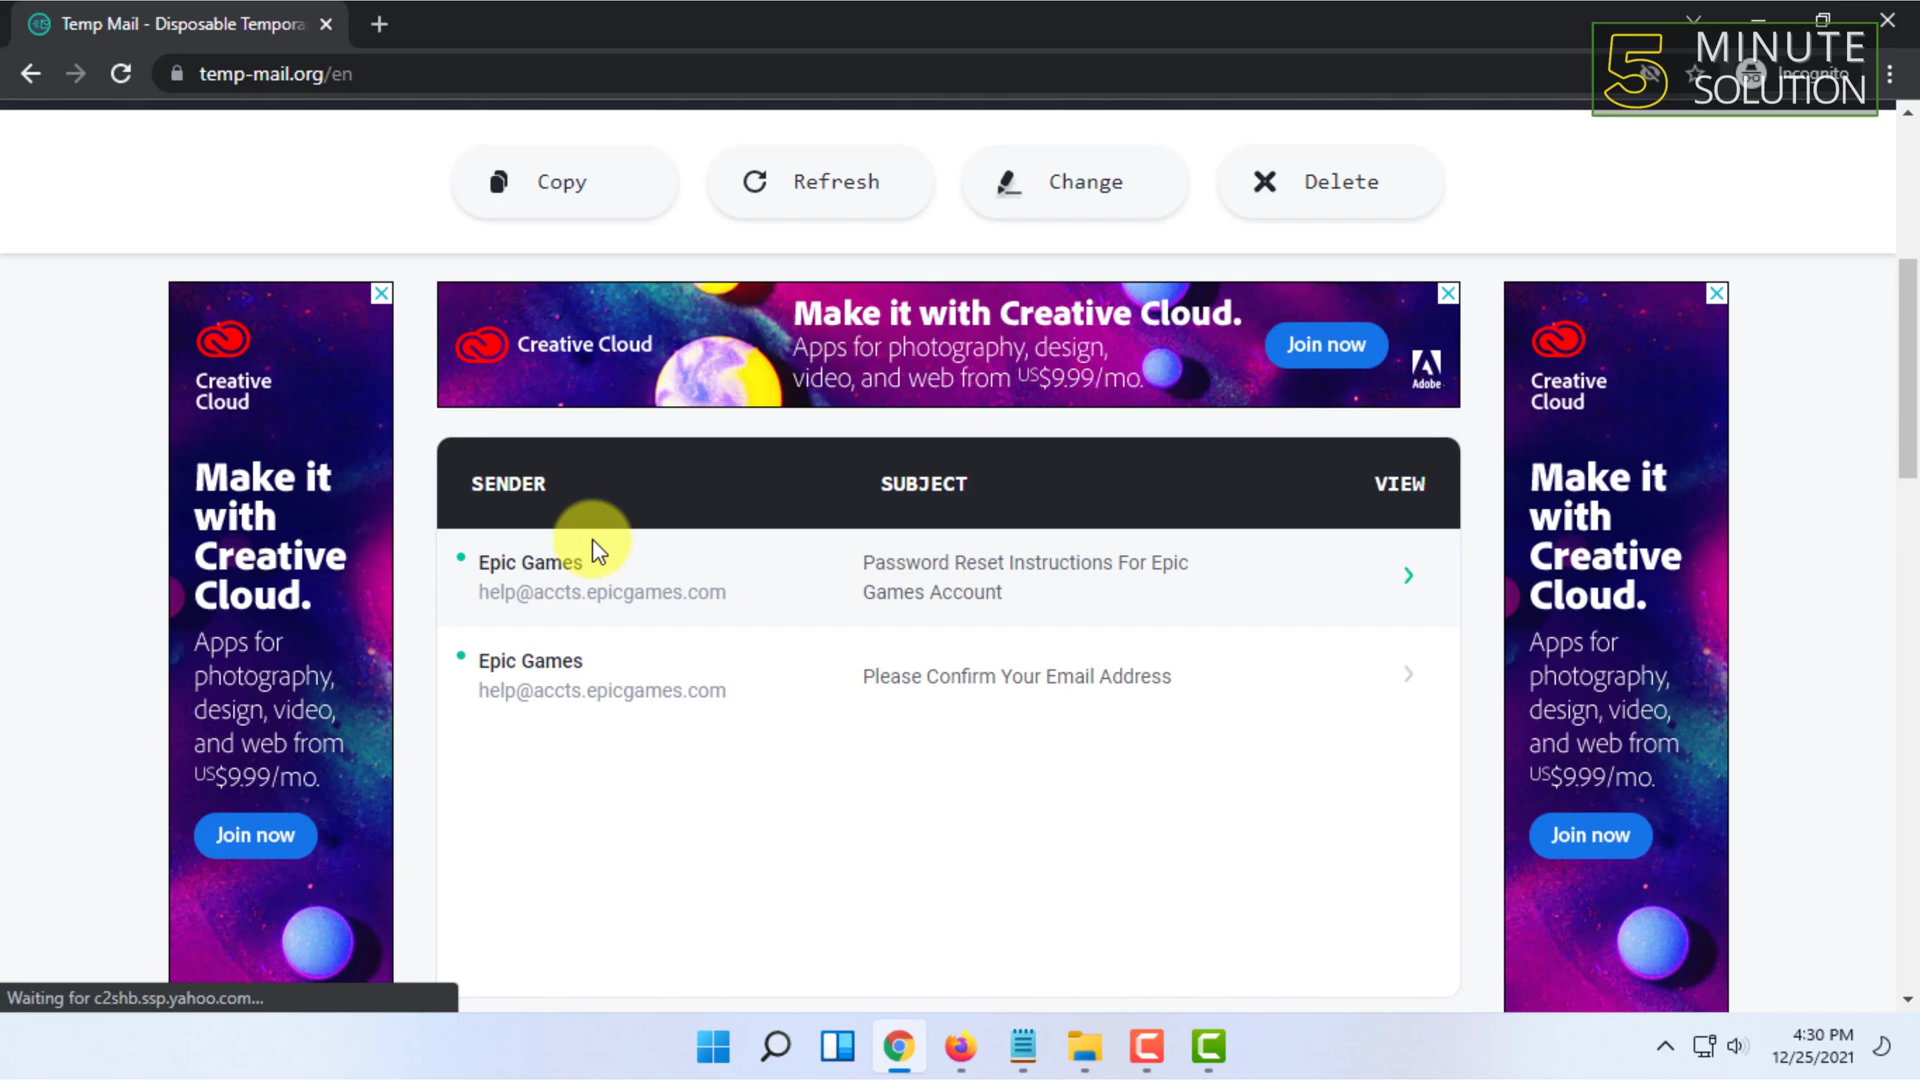 Temp Mail - Disposable Tempora
temp-mail.org/en
Incognito
5 MINUTE
SOLUTION
Copy
Refresh
Change
Delete
Creative Cloud
Make it with Creative Cloud.
Apps for photography, design,
video, and web from US$9.99/mo.
Join now
Adobe
Creative
Cloud
Make it
with
Creative
Cloud.
Apps for
photography,
design, video,
and web from
US$9.99/mo.
Join now
SENDER SUBJECT VIEW
Epic Games
help@accts.epicgames.com
Password Reset Instructions For Epic
Games Account
Epic Games
help@accts.epicgames.com
Please Confirm Your Email Address
Creative
Cloud
Make it
with
Creative
Cloud.
Apps for
photography,
design, video,
and web from
US$9.99/mo.
Join now
Waiting for c2shb.ssp.yahoo.com...
4:30 PM
12/25/2021